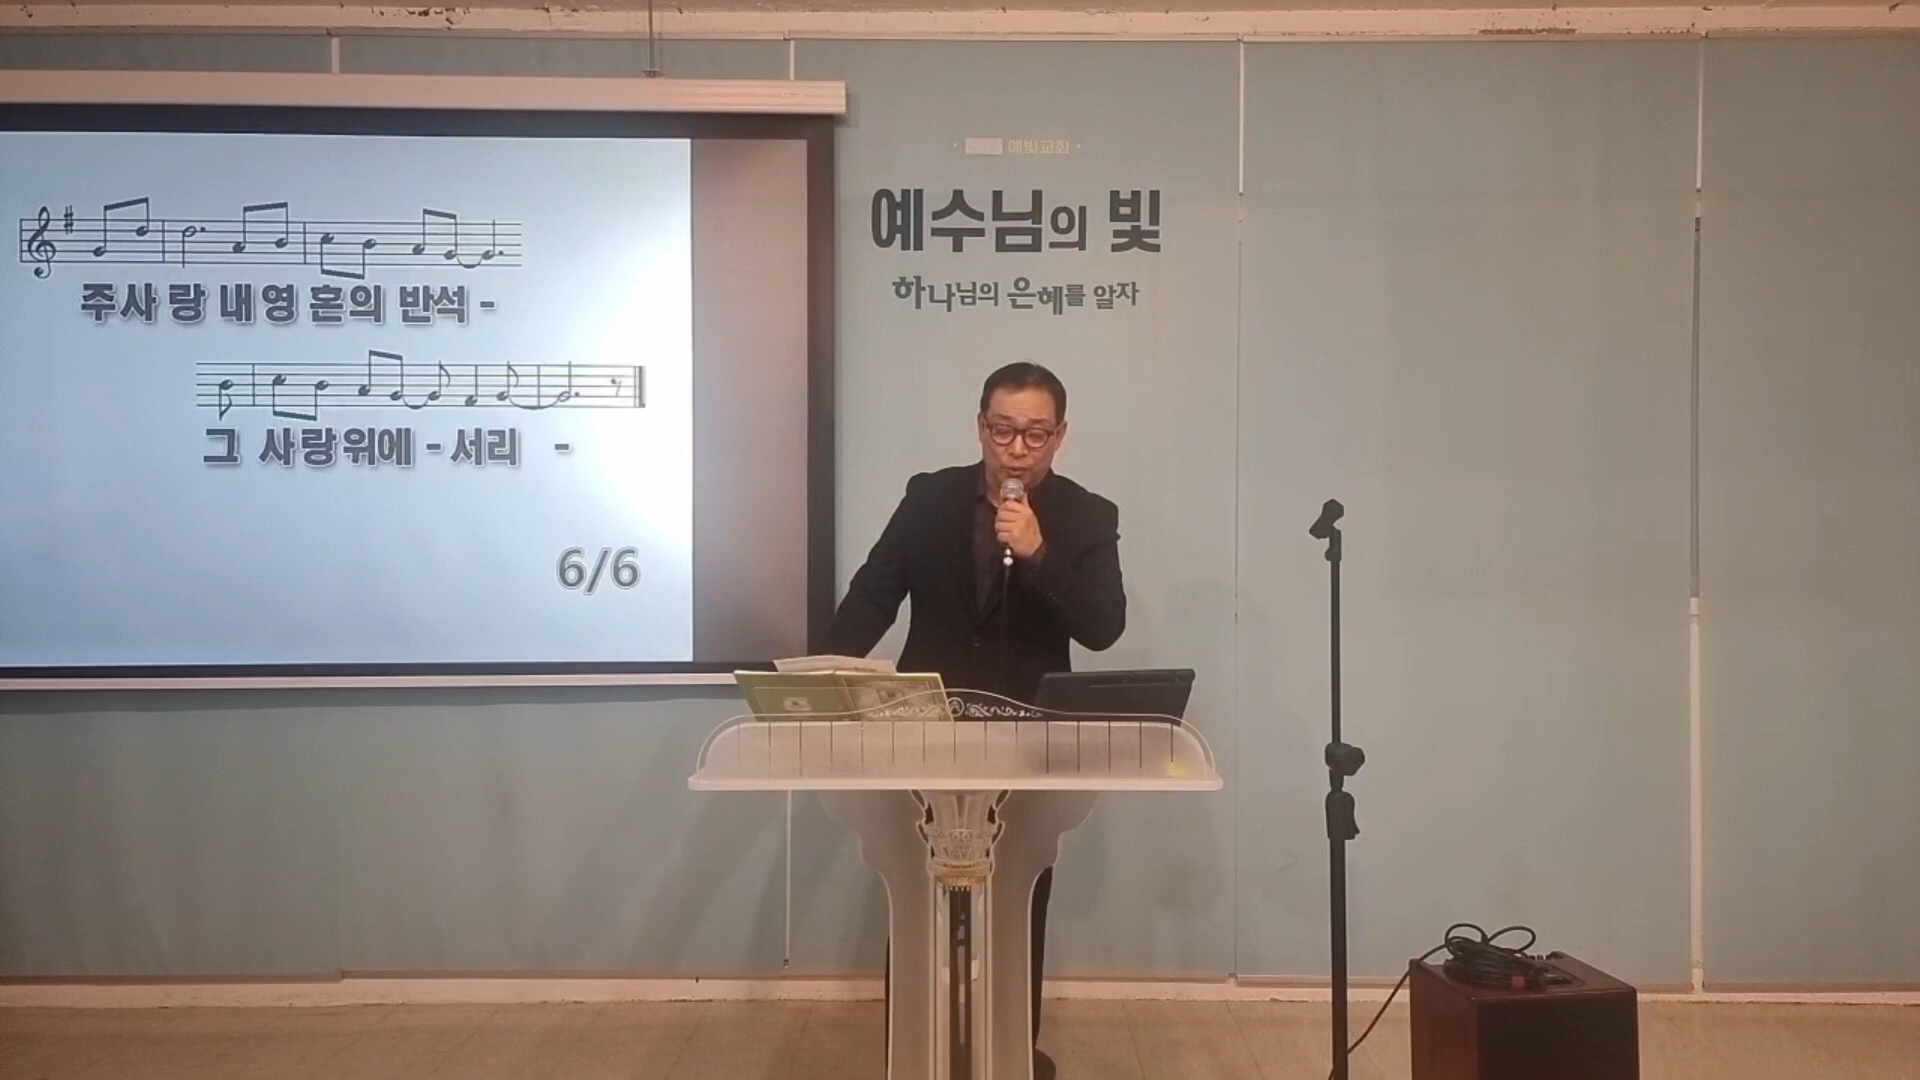 주사 랑 내 영 혼의 반석 -
그 사랑위에 - 서리 -
6/6
예빛교회
예수님의 빛
하나님의 은혜를 알자